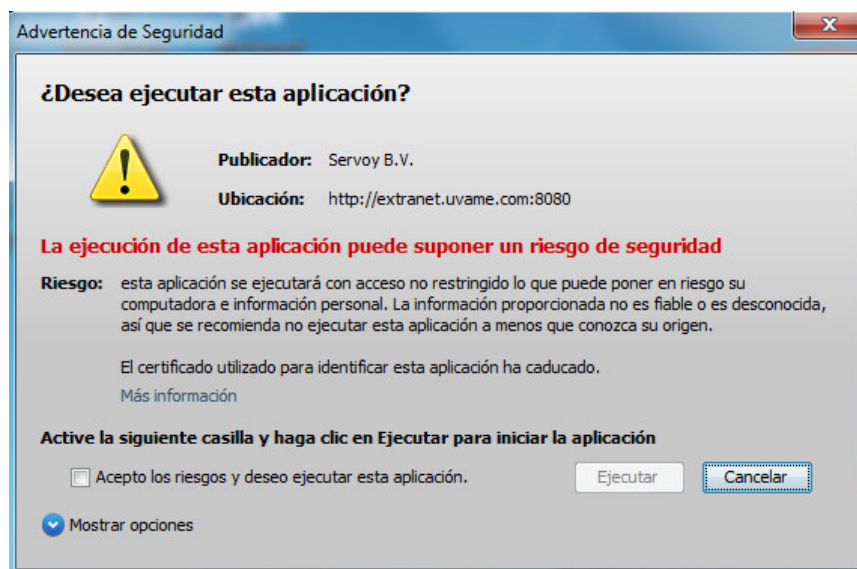 Advertencia de Seguridad
¿Desea ejecutar esta aplicación?
Publicador: Servoy B.V.
Ubicación: http://extranet.uvame.com:8080
La ejecución de esta aplicación puede suponer un riesgo de seguridad
Riesgo: esta aplicación se ejecutará con acceso no restringido lo que puede poner en riesgo su
computadora e información personal. La información proporcionada no es fiable o es desconocida,
así que se recomienda no ejecutar esta aplicación a menos que conozca su origen.
El certificado utilizado para identificar esta aplicación ha caducado.
Más información
Active la siguiente casilla y haga clic en Ejecutar para iniciar la aplicación
Acepto los riesgos y deseo ejecutar esta aplicación. Ejecutar Cancelar
Mostrar opciones